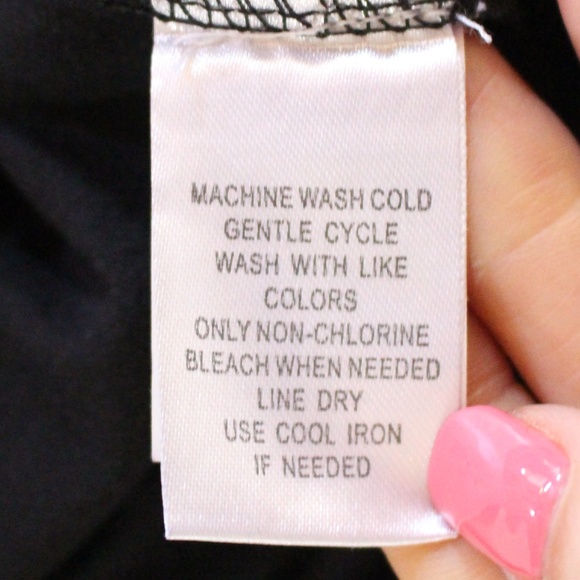 MACHINE WASH COLD
GENTLE CYCLE
WASH WITH LIKE
COLORS
ONLY NON-CHLORINE
BLEACH WHEN NEEDED
LINE DRY
USE COOL IRON
IF NEEDED